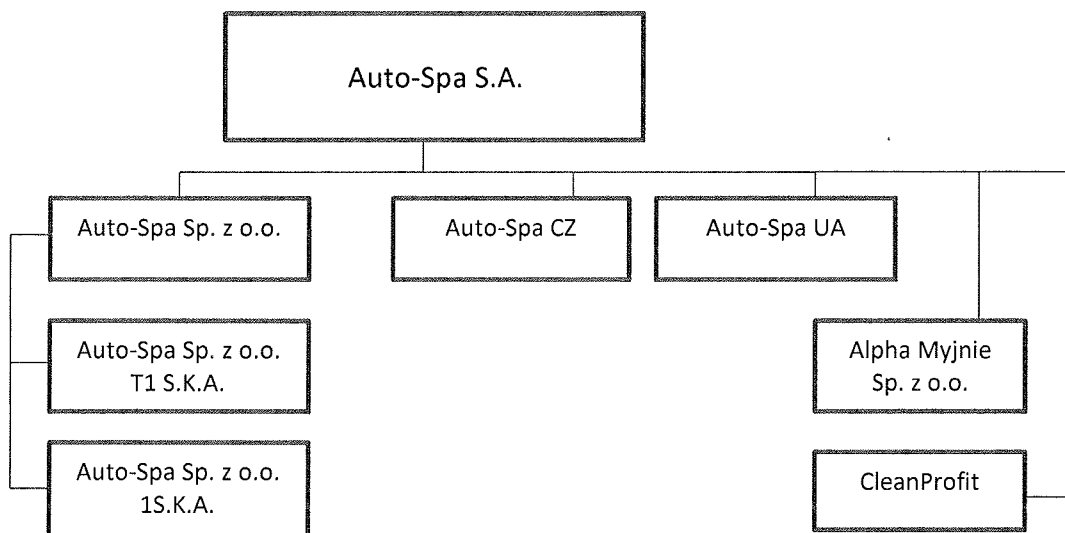 Auto-Spa S.A.
Auto-Spa Sp. z o.o.
Auto-Spa CZ
Auto-Spa UA
Auto-Spa Sp. z o.o.
T1 S.K.A.
Alpha Myjnie
Sp. z o.o.
Auto-Spa Sp. z o.o.
1S.K.A.
CleanProfit